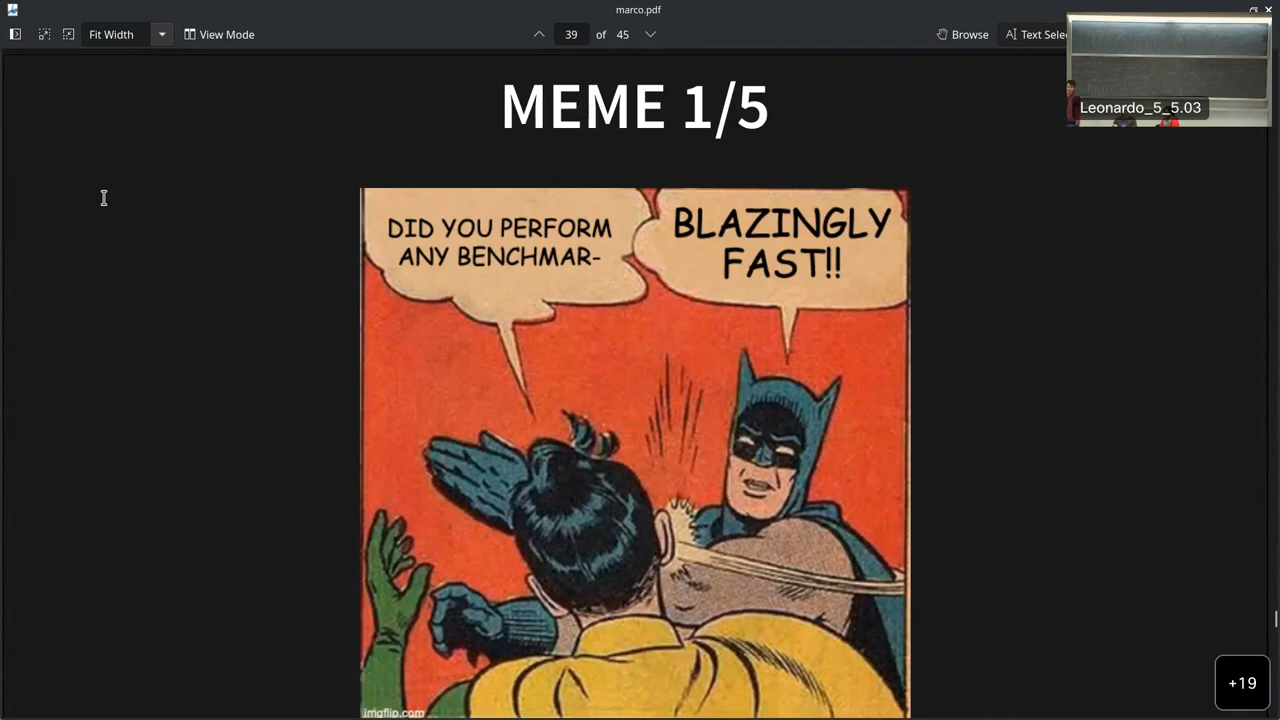 marco.pdf
Fit Width
View Mode
39 of 45
Browse
Text Selec
Leonardo_5_5.03
MEME 1/5
DID YOU PERFORM
ANY BENCHMAR-
BLAZINGLY
FAST!!
imgflip.com
+19